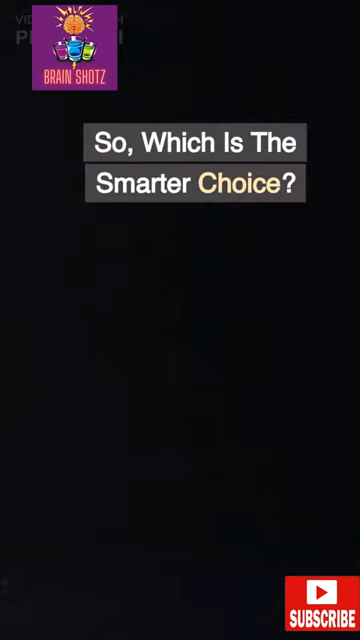 BRAIN SHOTZ
So, Which Is The
Smarter Choice?
SUBSCRIBE